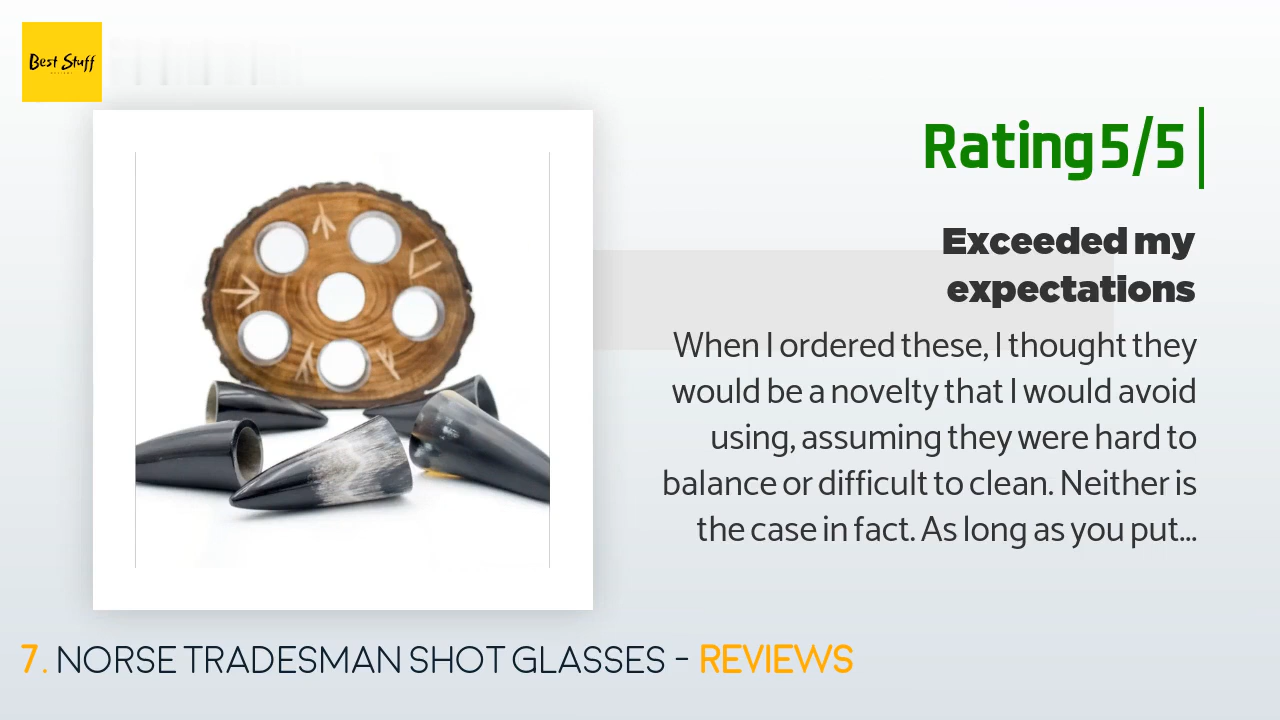 Best Stuff
Rating 5/5
Exceeded my
expectations
When I ordered these, I thought they
would be a novelty that I would avoid
using, assuming they were hard to
balance or difficult to clean. Neither is
the case in fact. As long as you put...
7. NORSE TRADESMAN SHOT GLASSES - REVIEWS